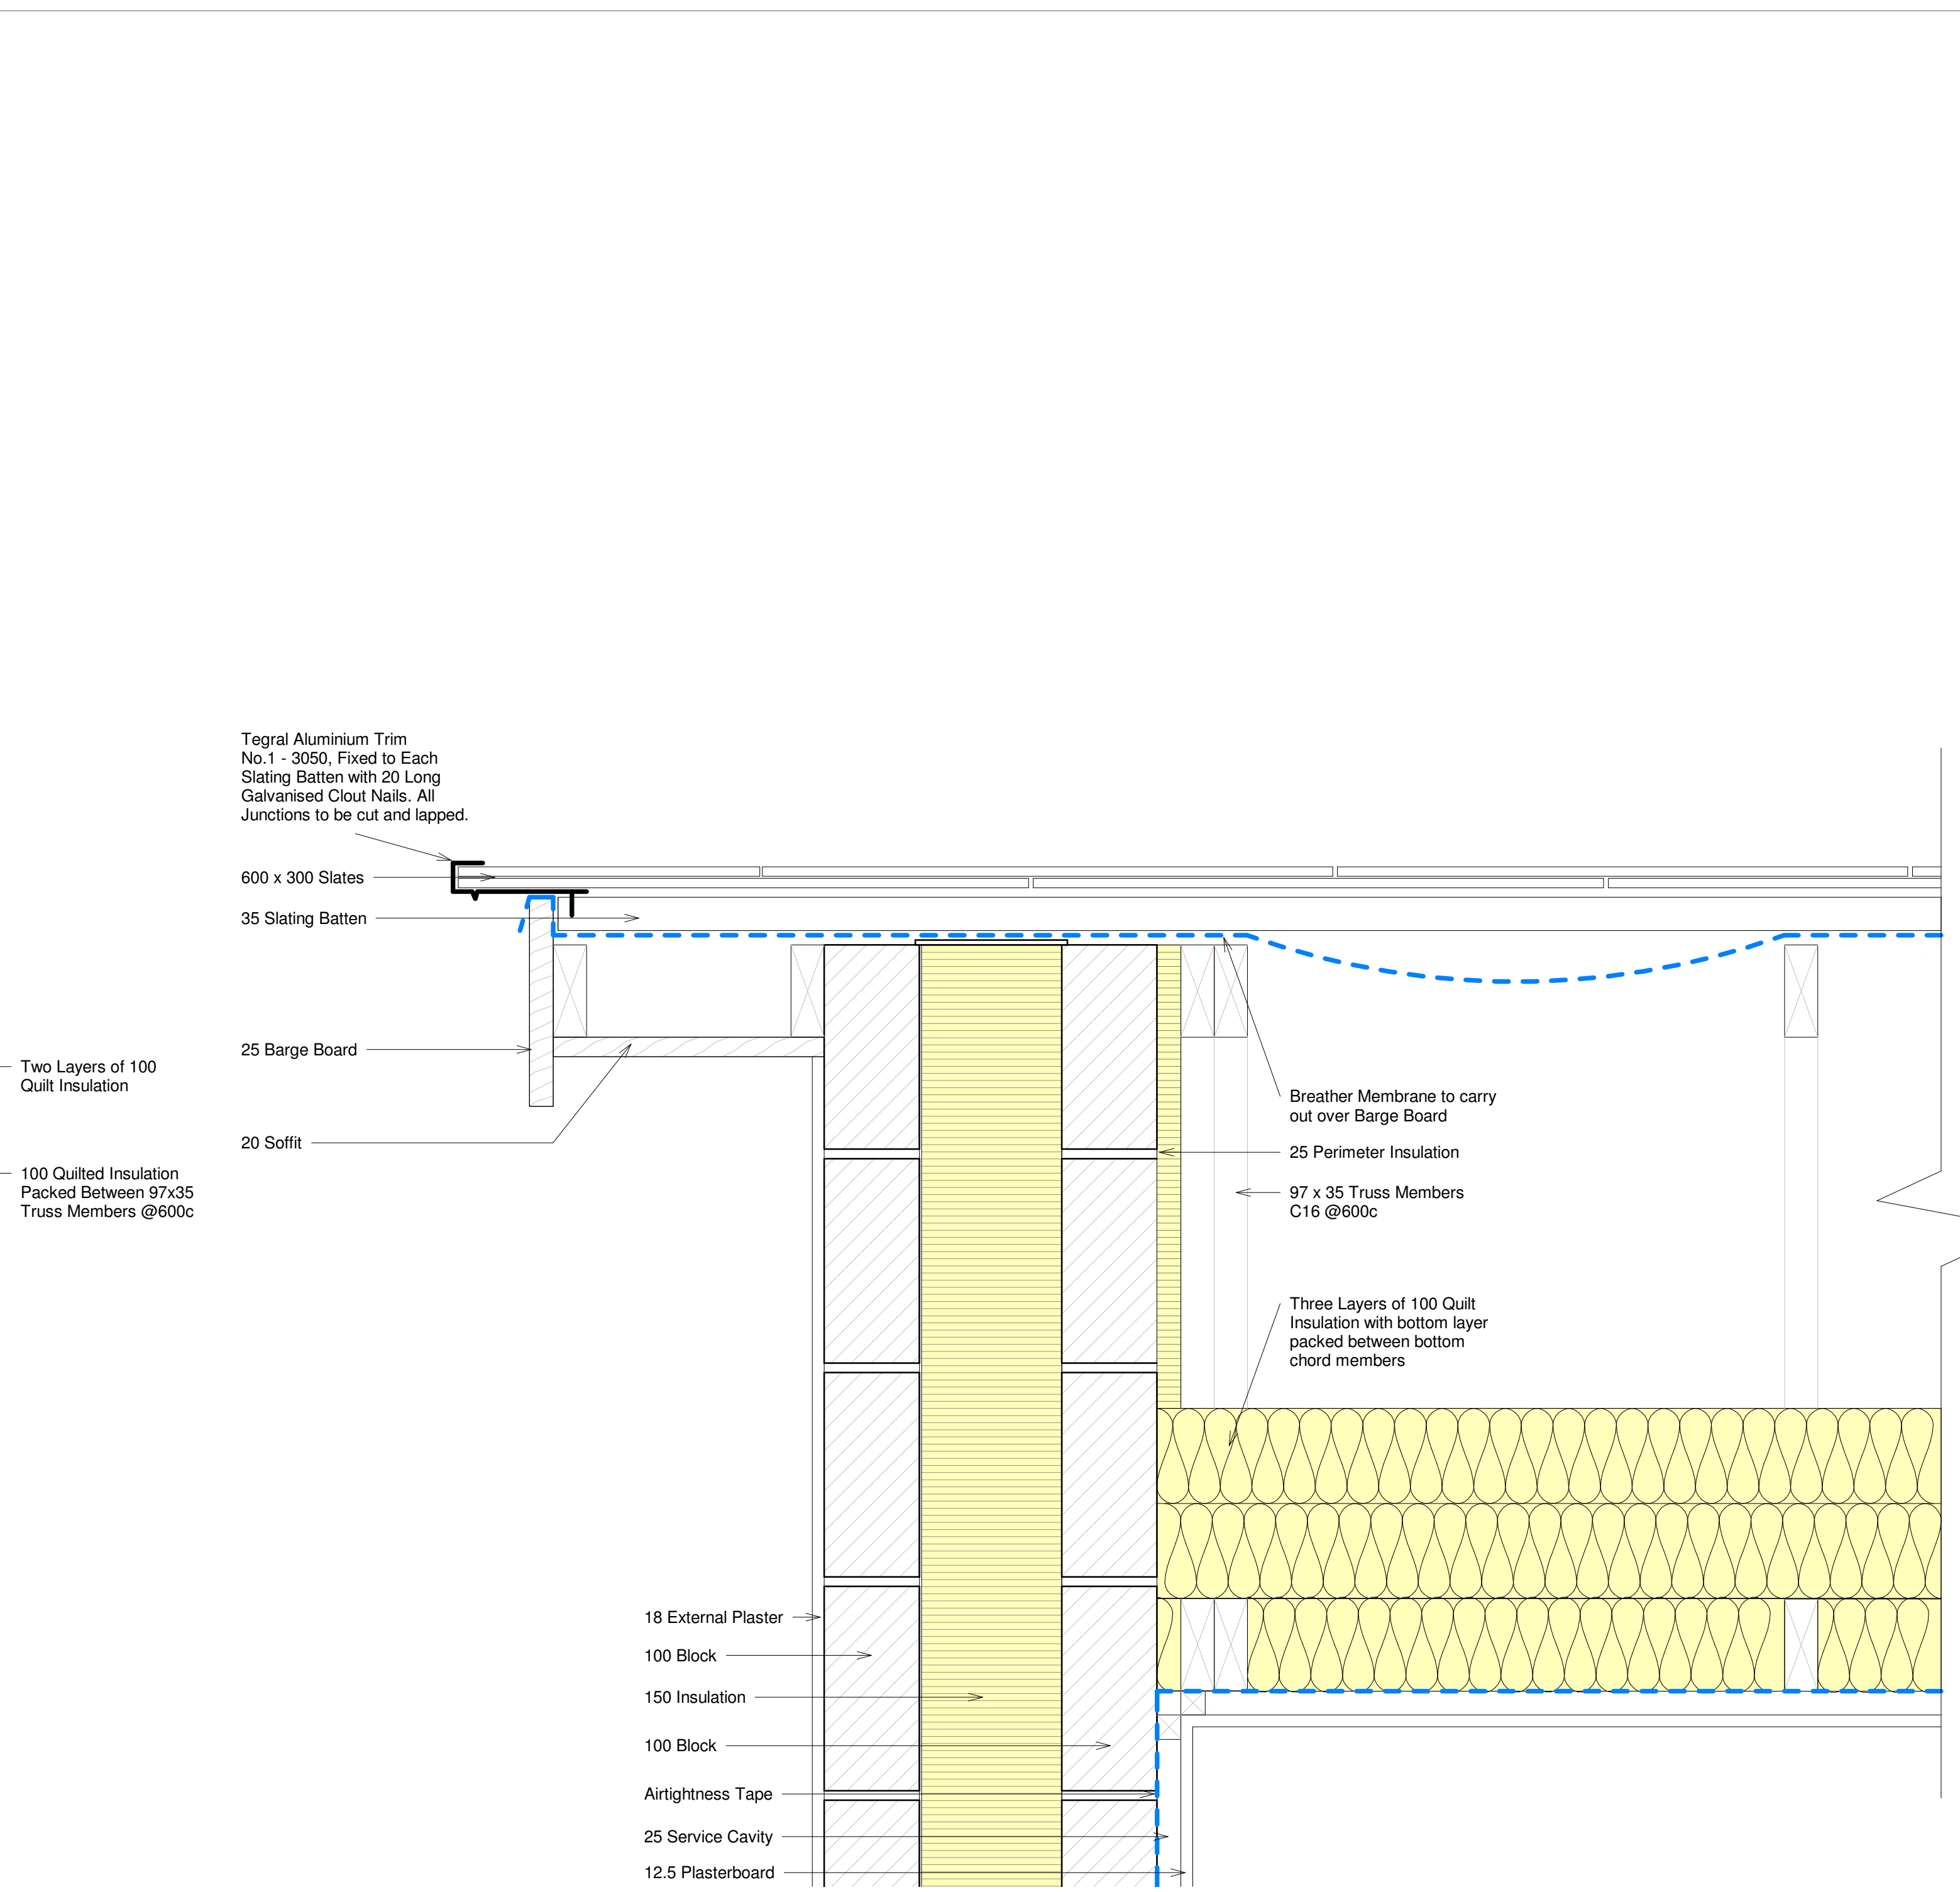 Tegral Aluminium Trim
No.1 - 3050, Fixed to Each
Slating Batten with 20 Long
Galvanised Clout Nails. All
Junctions to be cut and lapped.
600 x 300 Slates
35 Slating Batten
25 Barge Board
Two Layers of 100
Quilt Insulation
20 Soffit
100 Quilted Insulation
Packed Between 97x35
Truss Members @600c
Breather Membrane to carry
out over Barge Board
25 Perimeter Insulation
97 x 35 Truss Members
C16 @600c
Three Layers of 100 Quilt
Insulation with bottom layer
packed between bottom
chord members
18 External Plaster
100 Block
150 Insulation
100 Block
Airtightness Tape
25 Service Cavity
12.5 Plasterboard